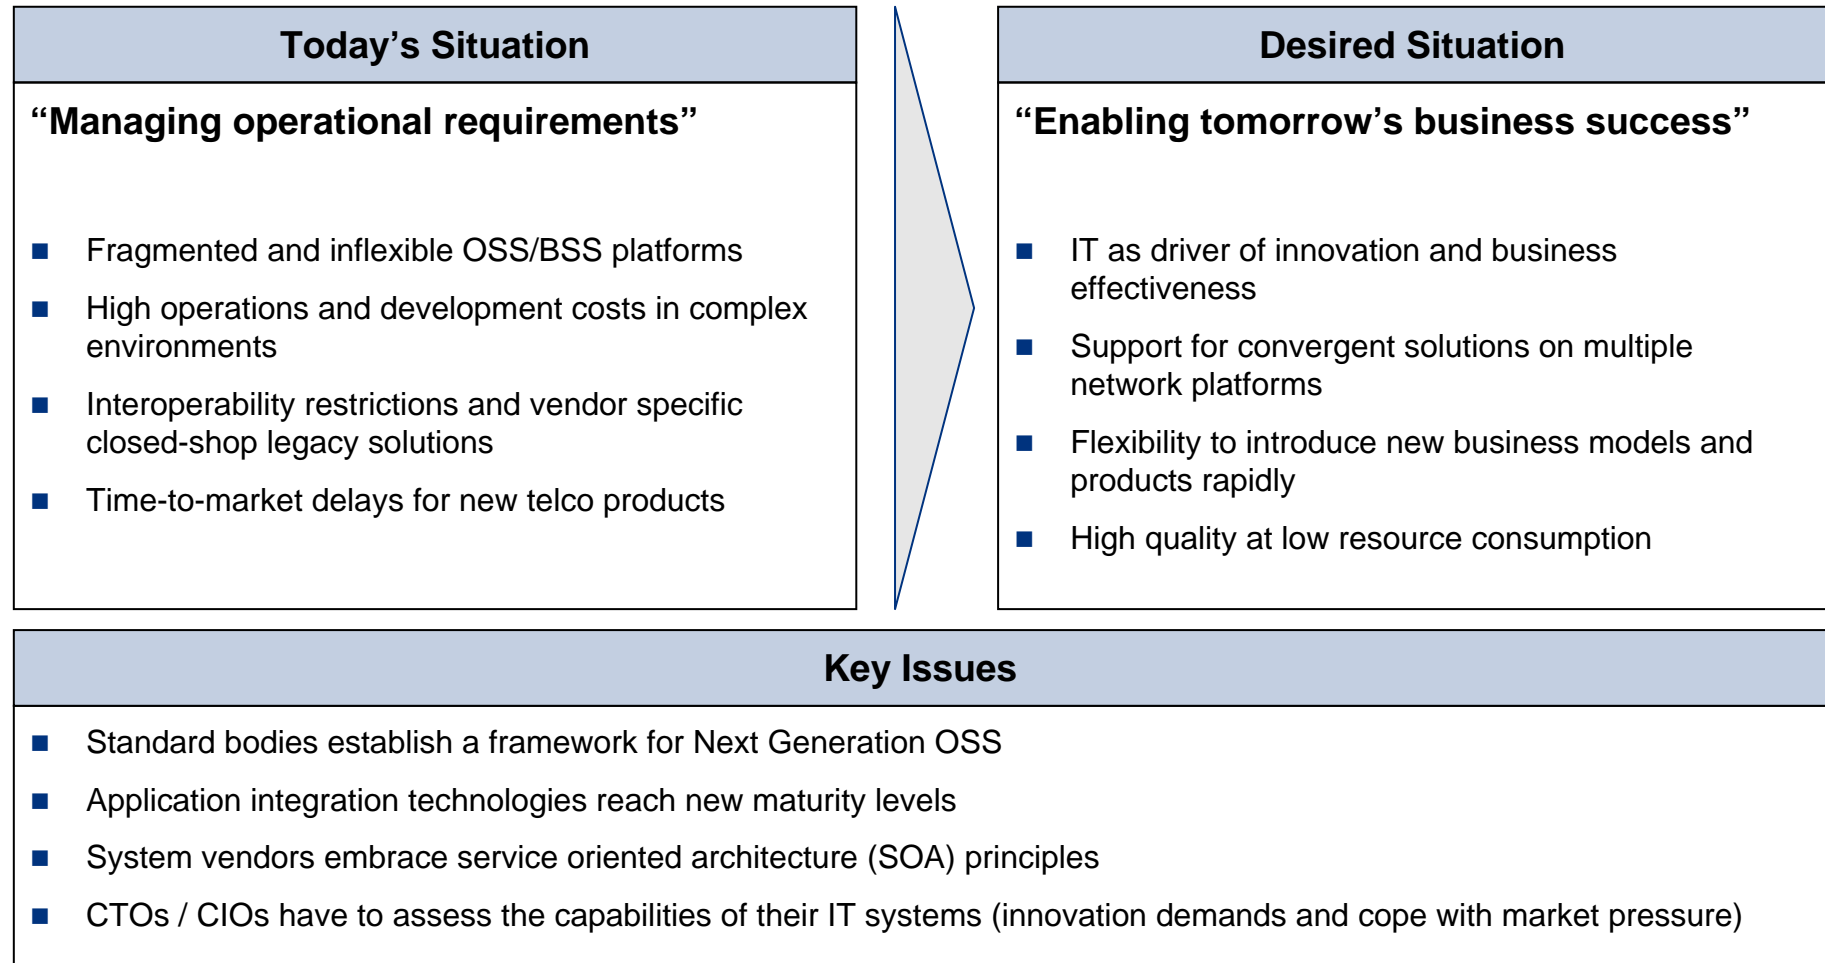 Today’s Situation
“Managing operational requirements”
■ Fragmented and inflexible OSS/BSS platforms
■ High operations and development costs in complex
environments
■ Interoperability restrictions and vendor specific
closed-shop legacy solutions
■ Time-to-market delays for new telco products
Desired Situation
“Enabling tomorrow’s business success”
■ IT as driver of innovation and business
effectiveness
■ Support for convergent solutions on multiple
network platforms
■ Flexibility to introduce new business models and
products rapidly
■ High quality at low resource consumption
Key Issues
■ Standard bodies establish a framework for Next Generation OSS
■ Application integration technologies reach new maturity levels
■ System vendors embrace service oriented architecture (SOA) principles
■ CTOs / CIOs have to assess the capabilities of their IT systems (innovation demands and cope with market pressure)